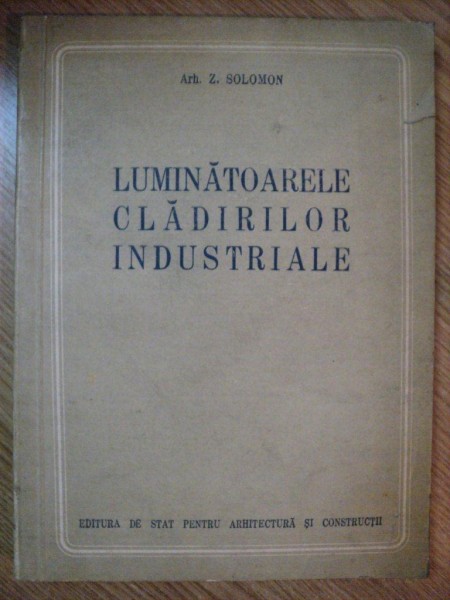 Arh. Z. SOLOMON
LUMINĂTOARELE
CLĂDIRILOR
INDUSTRIALE
EDITURA DE STAT PENTRU ARHITECTURĂ ȘI CONSTRUCȚII